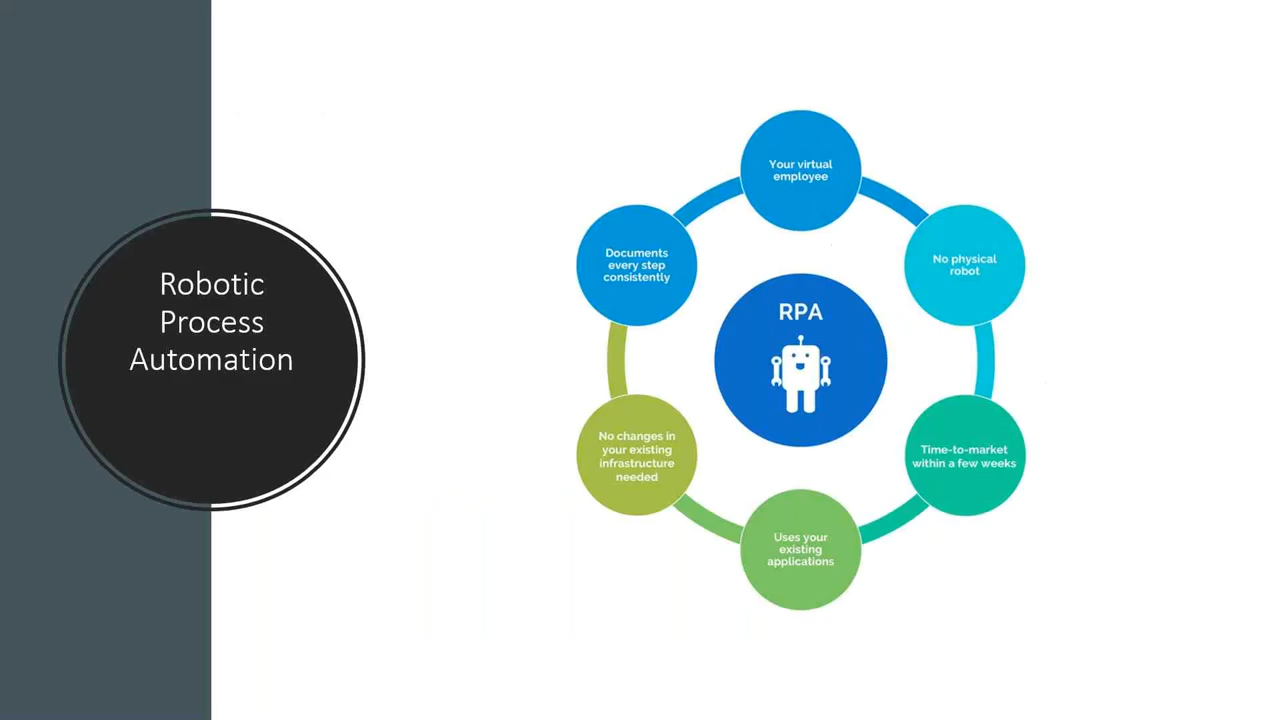 Robotic
Process
Automation
Your virtual
employee
No physical
robot
Time-to-market
within a few weeks
Uses your
existing
applications
No changes in
your existing
infrastructure
needed
Documents
every step
consistently
RPA